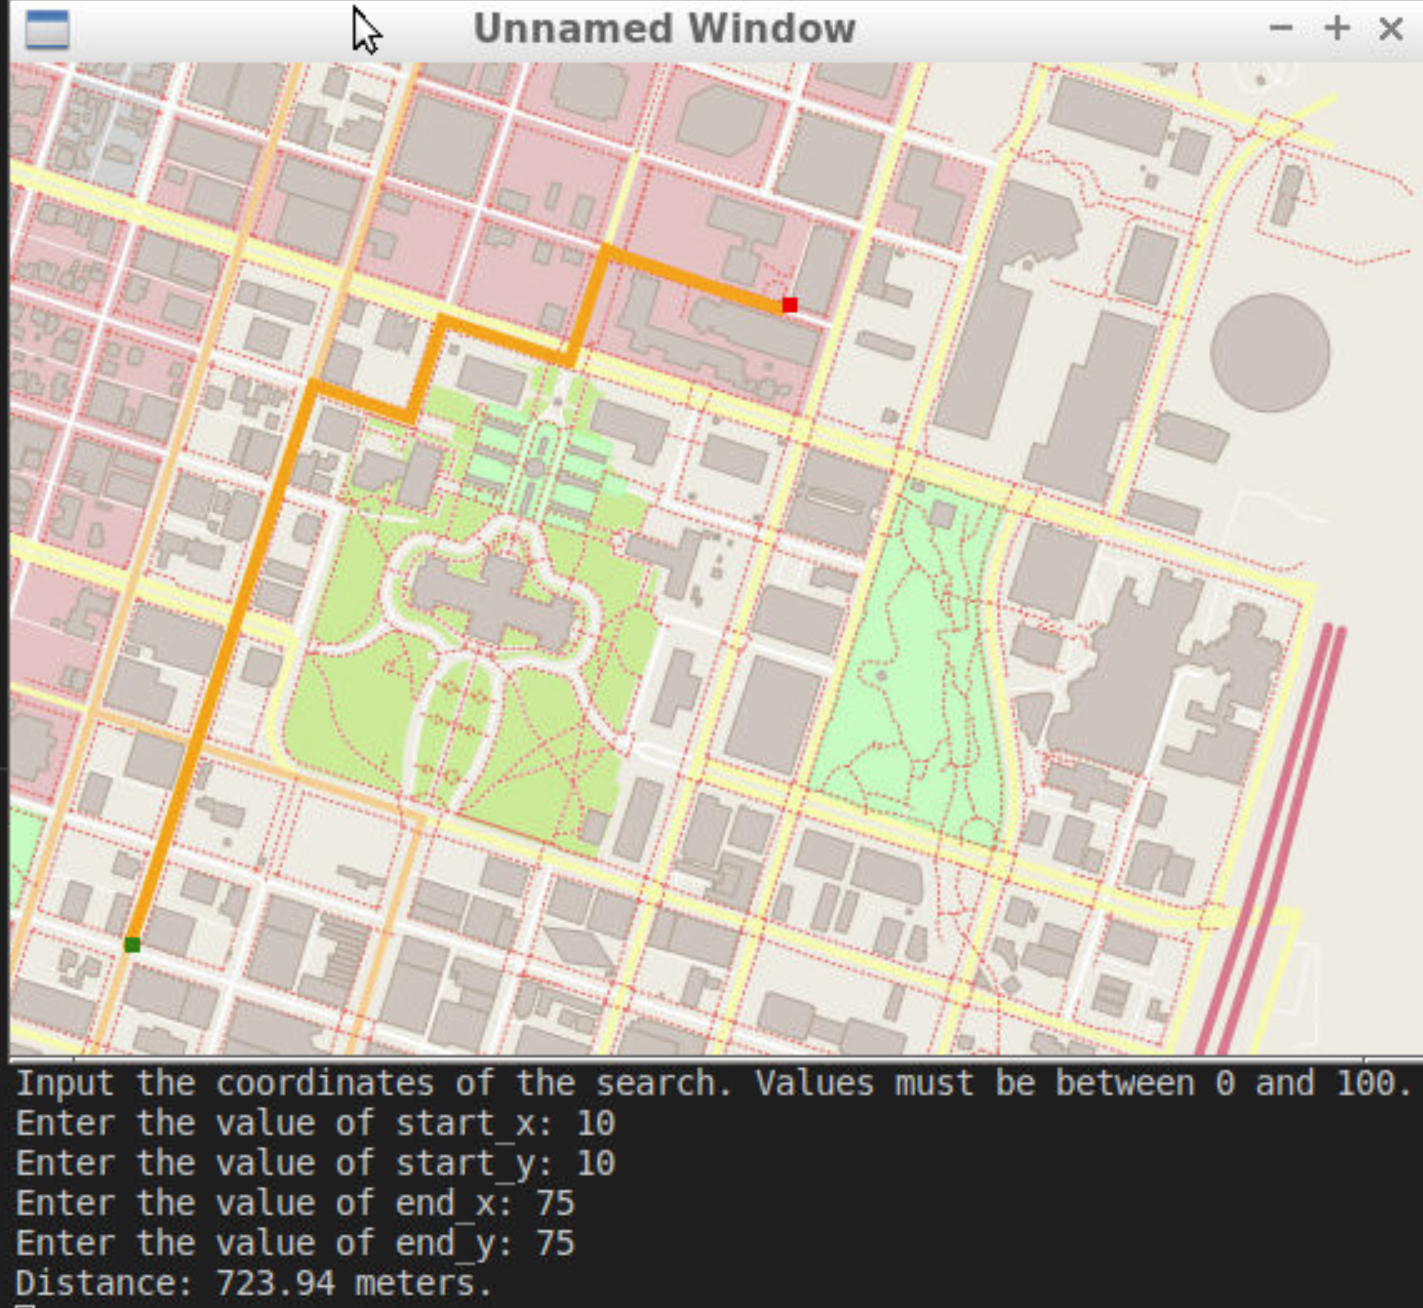 Unnamed Window
Input the coordinates of the search. Values must be between 0 and 100.
Enter the value of start_x: 10
Enter the value of start_y: 10
Enter the value of end_x: 75
Enter the value of end_y: 75
Distance: 723.94 meters.